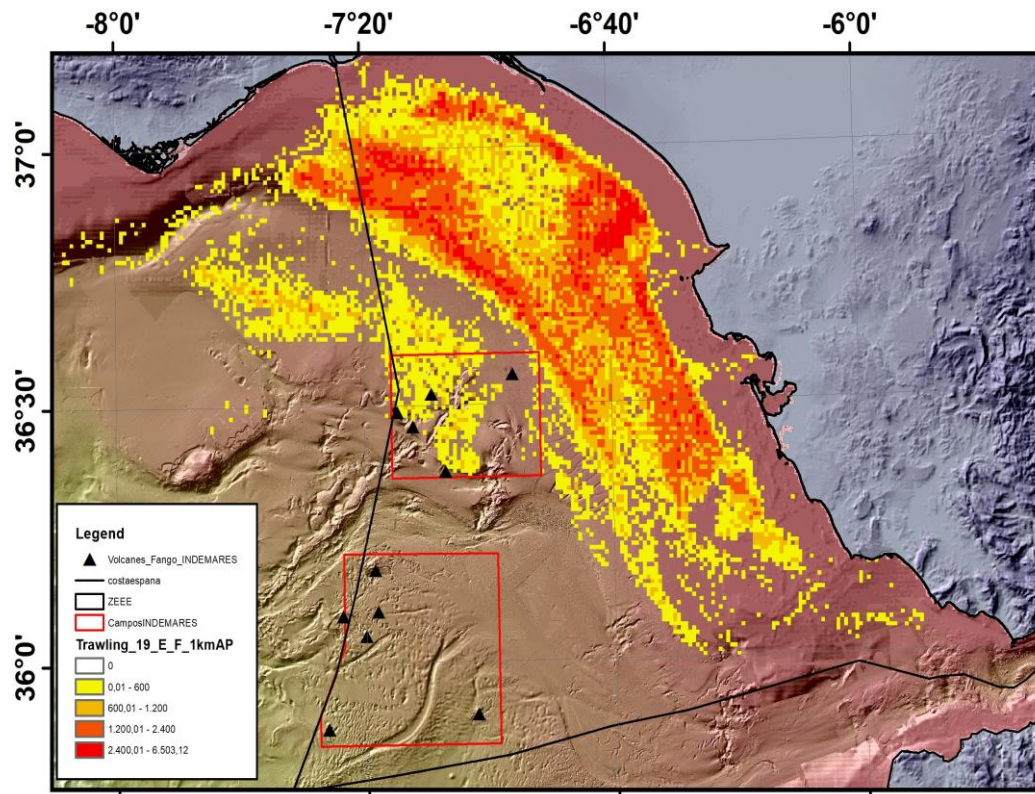 -8°0' -7°20' -6°40' -6°0'
37°0'
36°30'
36°0'
Legend
Volcanes_Fango_INDEMARES
costaespana
ZEEE
CamposINDEMARES
Trawling_19_E_F_1kmAP
0
0,01 - 600
600,01 - 1.200
1.200,01 - 2.400
2.400,01 - 6.503,12